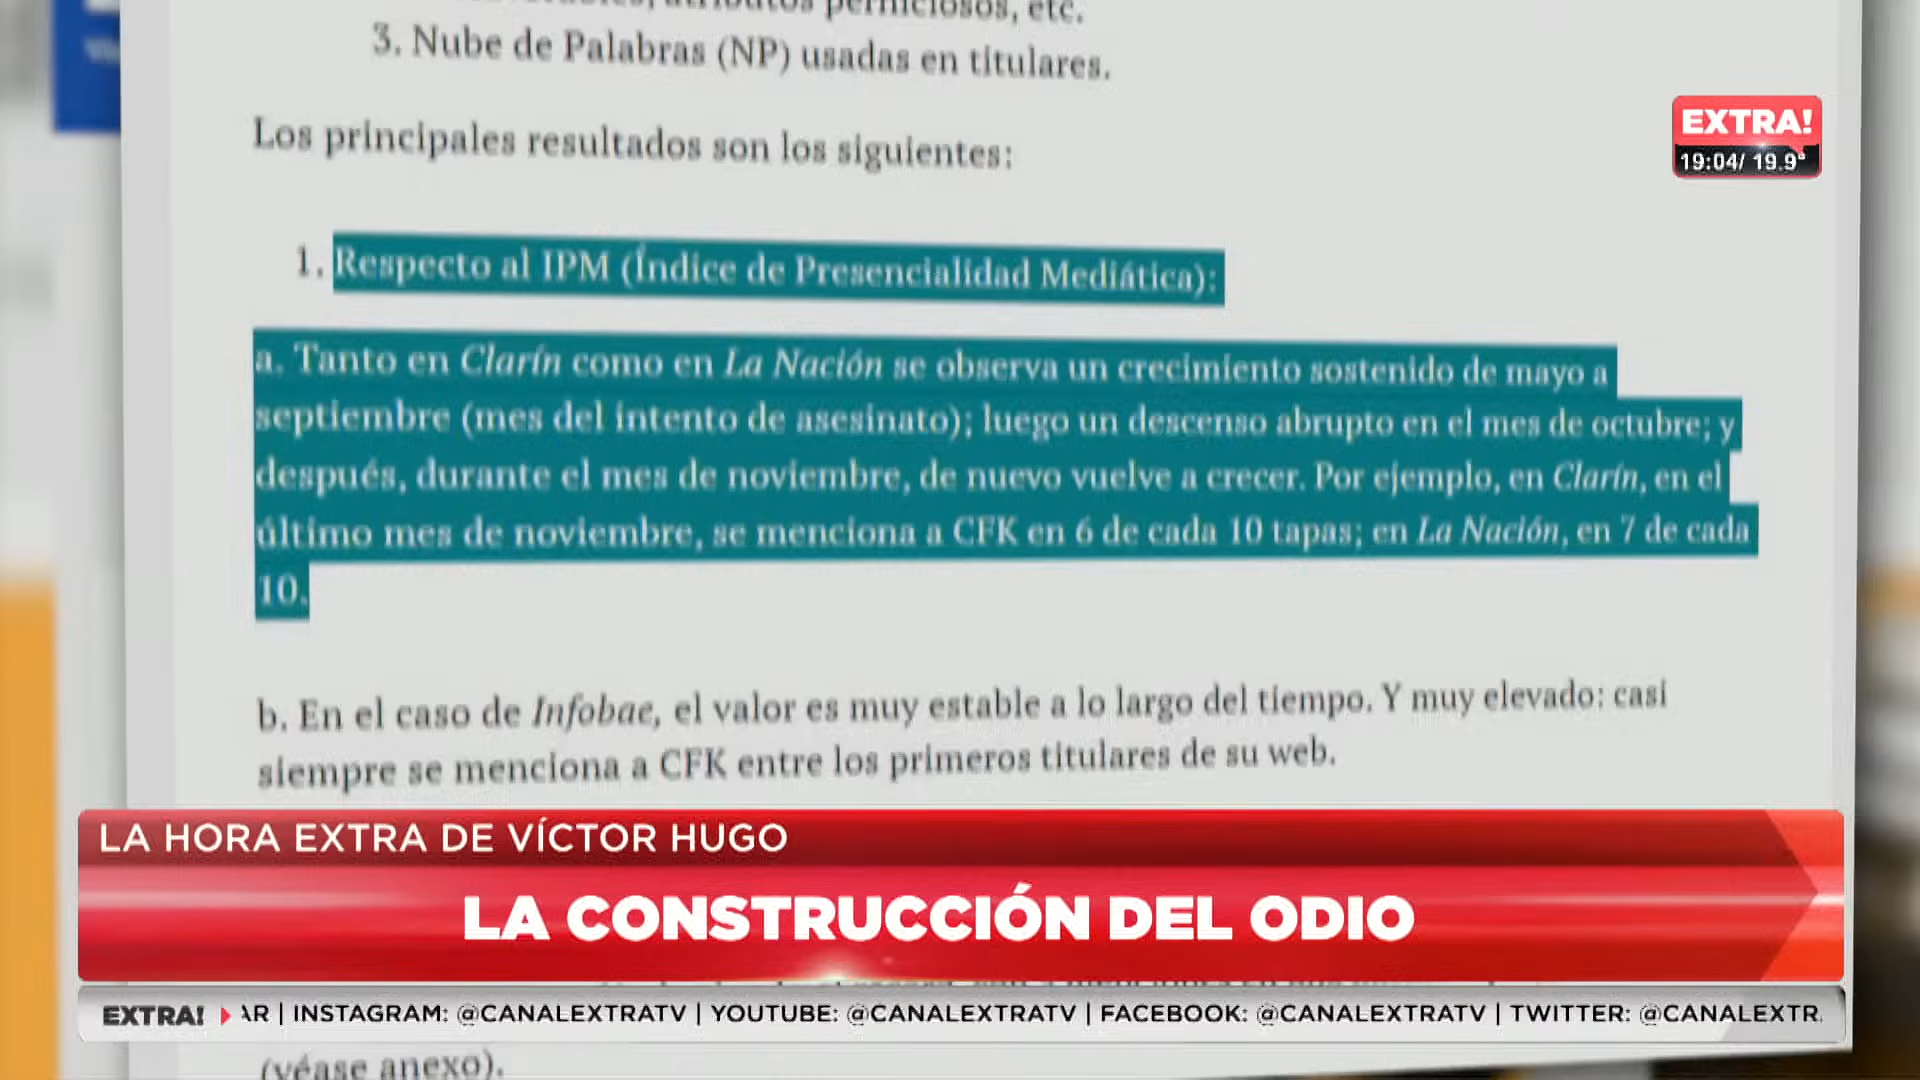 perniciosos, etc.
3. Nube de Palabras (NP) usadas en titulares.
Los principales resultados son los siguientes:
EXTRA!
19:04/ 19.9°
1. Respecto al IPM (Índice de Presencialidad Mediática):
a. Tanto en Clarín como en La Nación se observa un crecimiento sostenido de mayo a
septiembre (mes del intento de asesinato); luego un descenso abrupto en el mes de octubre; y
después, durante el mes de noviembre, de nuevo vuelve a crecer. Por ejemplo, en Clarín, en el
último mes de noviembre, se menciona a CFK en 6 de cada 10 tapas; en La Nación, en 7 de cada
10.
b. En el caso de Infobae, el valor es muy estable a lo largo del tiempo. Y muy elevado: casi
siempre se menciona a CFK entre los primeros titulares de su web.
LA HORA EXTRA DE VÍCTOR HUGO
LA CONSTRUCCIÓN DEL ODIO
EXTRA! AR | INSTAGRAM: @CANALEXTRATV | YOUTUBE: @CANALEXTRATV | FACEBOOK: @CANALEXTRATV | TWITTER: @CANALEXTR
(véase anexo).